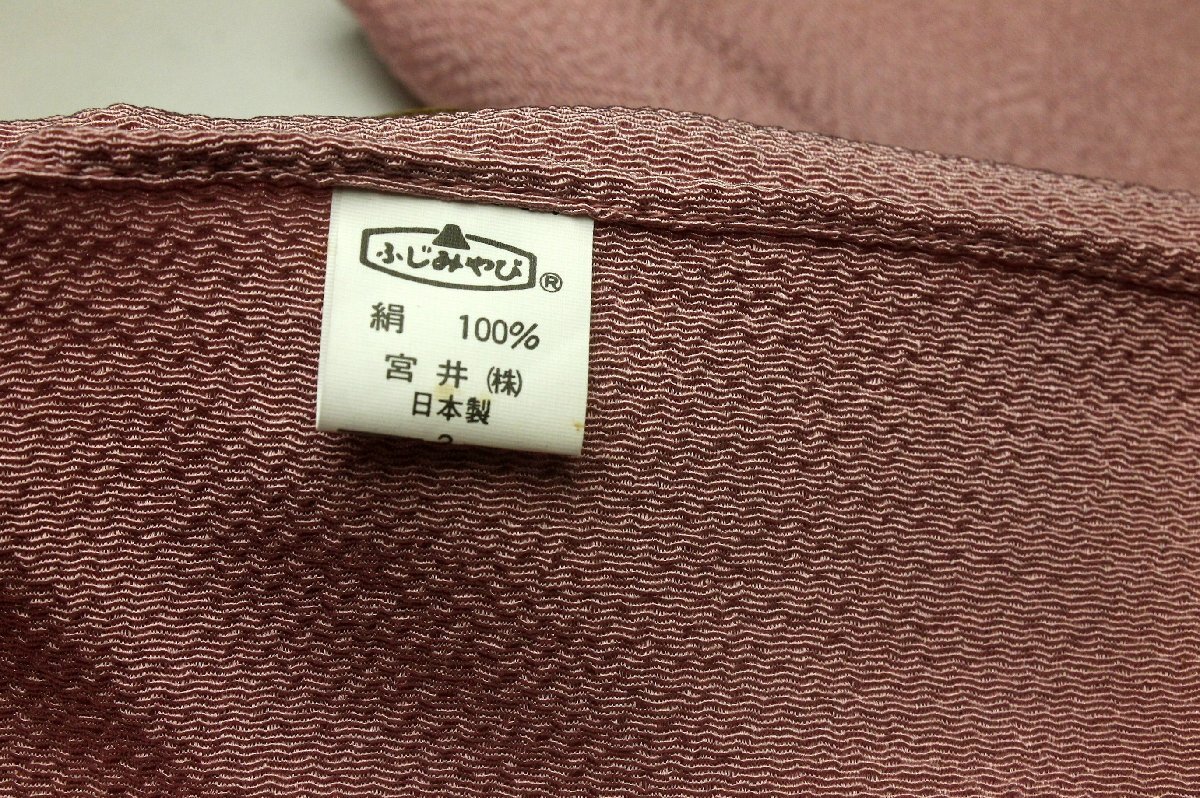 ふじみやび®
絹 100%
宮井(株)
日本製